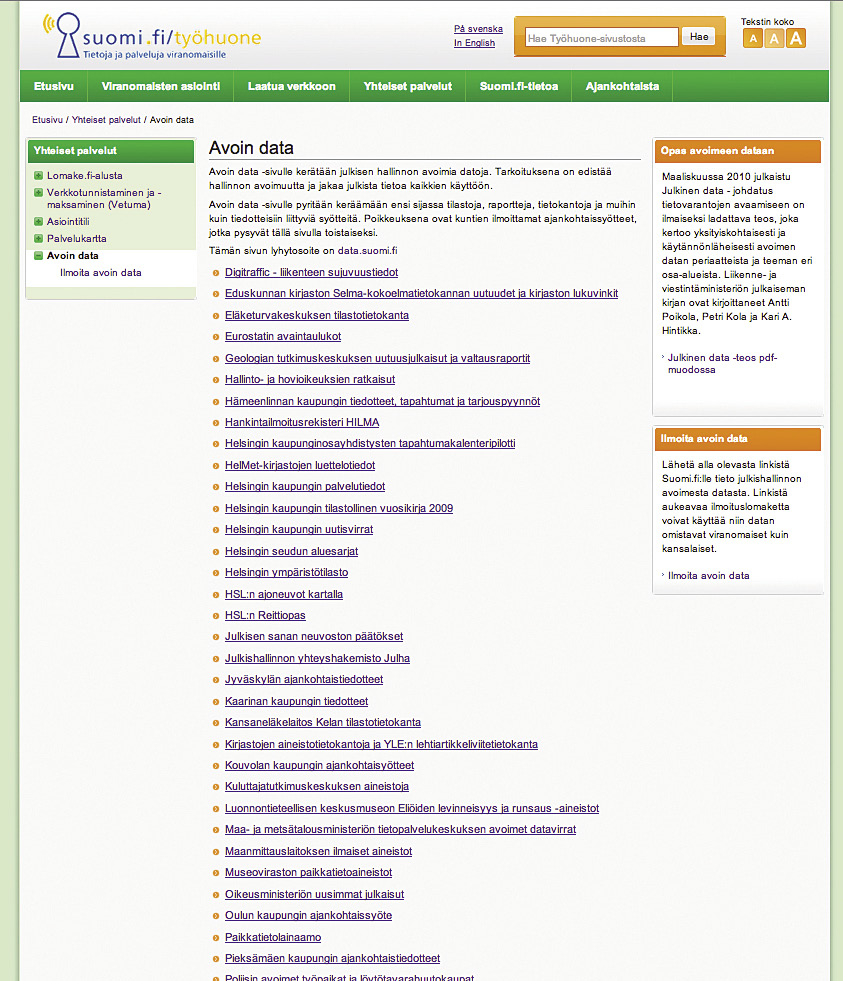 suomi.fi/työhuone
Tietoja ja palveluja viranomaisille
På svenska
In English
Hae Työhuone-sivustosta
Hae
Tekstin koko
A A A
Etusivu
Viranomaisten asiointi
Laatua verkkoon
Yhteiset palvelut
Suomi.fi-tietoa
Ajankohtaista
Etusivu / Yhteiset palvelut / Avoin data
Yhteiset palvelut
Lomake.fi-alusta
Verkkotunnistaminen ja -
maksaminen (Vetuma)
Asiointitili
Palvelukartta
Avoin data
Ilmoita avoin data
Avoin data
Avoin data -sivulle kerätään julkisen hallinnon avoimia datoja. Tarkoituksena on edistää
hallinnon avoimuutta ja jakaa julkista tietoa kaikkien käyttöön.
Avoin data -sivulle pyritään keräämään ensi sijassa tilastoja, raportteja, tietokantoja ja muihin
kuin tiedotteisiin liittyviä syötteitä. Poikkeuksena ovat kuntien ilmoittamat ajankohtaissyötteet,
jotka pysyvät tällä sivulla toistaiseksi.
Tämän sivun lyhytosoite on data.suomi.fi
Digitraffic - liikenteen sujuvuustiedot
Eduskunnan kirjaston Selma-kokoelmatietokannan uutuudet ja kirjaston lukuvinkit
Eläketurvakeskuksen tilastotietokanta
Eurostatin avaintaulukot
Geologian tutkimuskeskuksen uutuusjulkaisut ja valtausraportit
Hallinto- ja hovioikeuksien ratkaisut
Hämeenlinnan kaupungin tiedotteet, tapahtumat ja tarjouspyynnöt
Hankintailmoitusrekisteri HILMA
Helsingin kaupunginosayhdistysten tapahtumakalenteripilotti
HelMet-kirjastojen luettelotiedot
Helsingin kaupungin palvelutiedot
Helsingin kaupungin tilastollinen vuosikirja 2009
Helsingin kaupungin uutisvirrat
Helsingin seudun aluesarjat
Helsingin ympäristötilasto
HSL:n ajoneuvot kartalla
HSL:n Reittiopas
Julkisen sanan neuvoston päätökset
Julkishallinnon yhteyshakemisto Julha
Jyväskylän ajankohtaistiedotteet
Kaarinan kaupungin tiedotteet
Kansaneläkelaitos Kelan tilastotietokanta
Kirjastojen aineistotietokantoja ja YLE:n lehtiartikkeliviitetietokanta
Kouvolan kaupungin ajankohtaisyötteet
Kuluttajatutkimuskeskuksen aineistoja
Luonnontieteellisen keskusmuseon Eliöiden levinneisyys ja runsaus -aineistot
Maa- ja metsätalousministeriön tietopalvelukeskuksen avoimet datavirrat
Maanmittauslaitoksen ilmaiset aineistot
Museoviraston paikkatietoaineistot
Oikeusministeriön uusimmat julkaisut
Oulun kaupungin ajankohtaissyöte
Paikkatietolainaamo
Pieksämäen kaupungin ajankohtaistiedotteet
Poliisin avoimet työpaikat ja löytötavarahuutokaupat
Opas avoimeen dataan
Maaliskuussa 2010 julkaistu
Julkinen data - johdatus
tietovarantojen avaamiseen on
ilmaiseksi ladattava teos, joka
kertoo yksityiskohtaisesti ja
käytännönläheisesti avoimen
datan periaatteista ja teeman eri
osa-alueista. Liikenne- ja
viestintäministeriön julkaiseman
kirjan ovat kirjoittaneet Antti
Poikola, Petri Kola ja Kari A.
Hintikka.
Julkinen data -teos pdf-
muodossa
Ilmoita avoin data
Lähetä alla olevasta linkistä
Suomi.fi:lle tieto julkishallinnon
avoimesta datasta. Linkistä
aukeavaa ilmoituslomaketta
voivat käyttää niin datan
omistavat viranomaiset kuin
kansalaiset.
Ilmoita avoin data